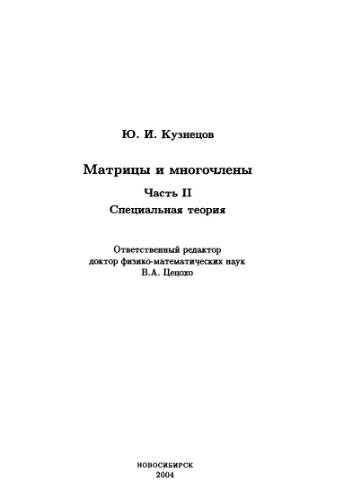 Ю. И. Кузнецов
Матрицы и многочлены
Часть II
Специальная теория
Ответственный редактор
доктор физико-математических наук
В.А. Цецохо
НОВОСИБИРСК
2004